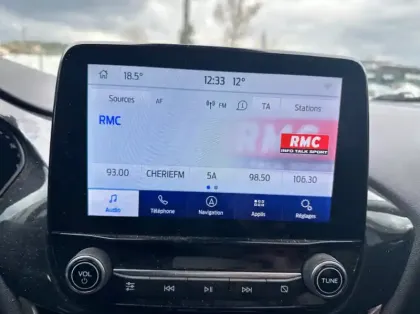 18.5° 12:33 12°
Sources AF FM TA Stations
RMC
RMC
INFO TALK SPORT
93.00 CHERIEFM 5A 98.50 106.30
Audio Téléphone Navigation Applis Réglages
VOL TUNE